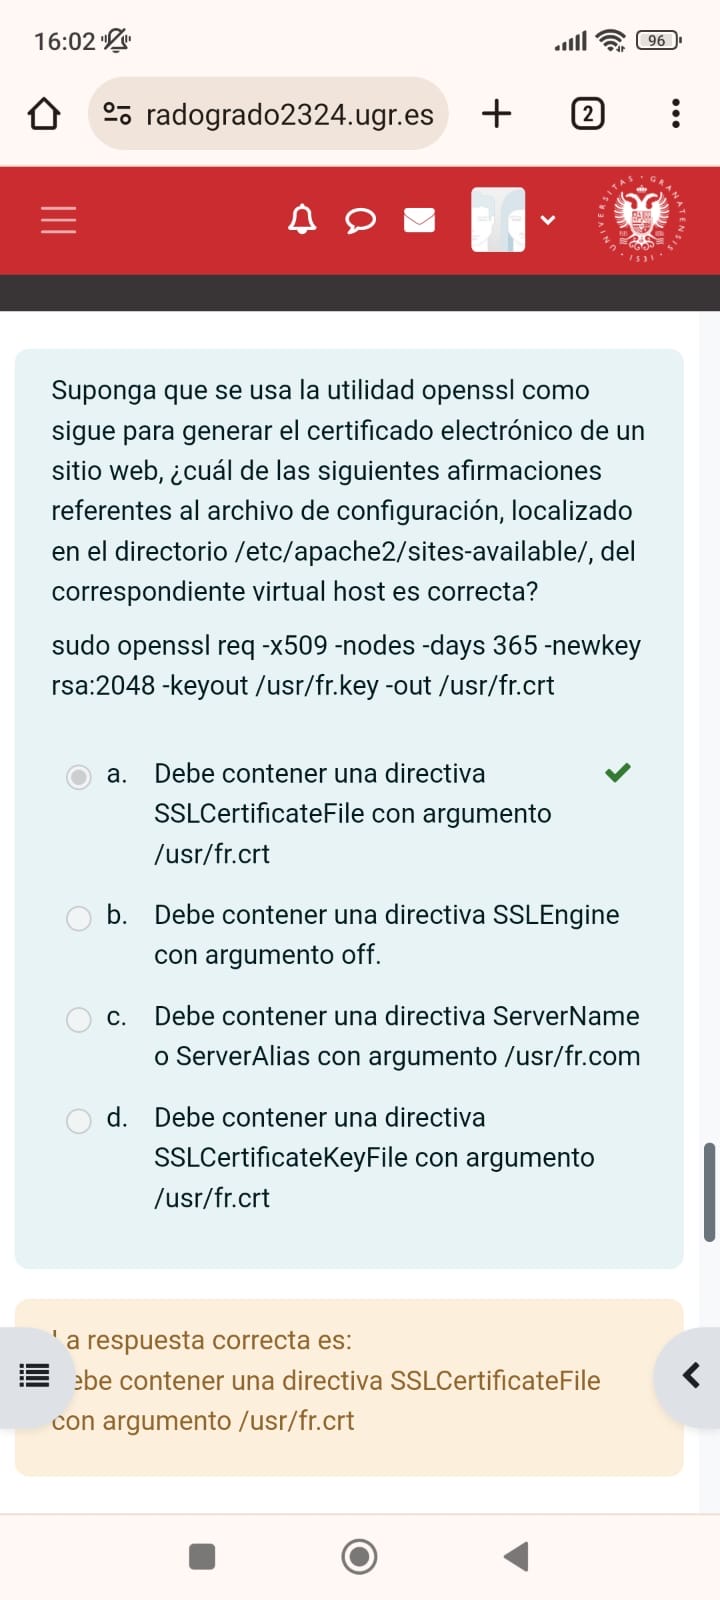 16:02
96
radogrado2324.ugr.es
2
UNIVERSITAS · GRANATENSIS · 1531 ·
Suponga que se usa la utilidad openssl como
sigue para generar el certificado electrónico de un
sitio web, ¿cuál de las siguientes afirmaciones
referentes al archivo de configuración, localizado
en el directorio /etc/apache2/sites-available/, del
correspondiente virtual host es correcta?
sudo openssl req -x509 -nodes -days 365 -newkey
rsa:2048 -keyout /usr/fr.key -out /usr/fr.crt
a. Debe contener una directiva
SSLCertificateFile con argumento
/usr/fr.crt
b. Debe contener una directiva SSLEngine
con argumento off.
c. Debe contener una directiva ServerName
o ServerAlias con argumento /usr/fr.com
d. Debe contener una directiva
SSLCertificateKeyFile con argumento
/usr/fr.crt
La respuesta correcta es:
ebe contener una directiva SSLCertificateFile
con argumento /usr/fr.crt